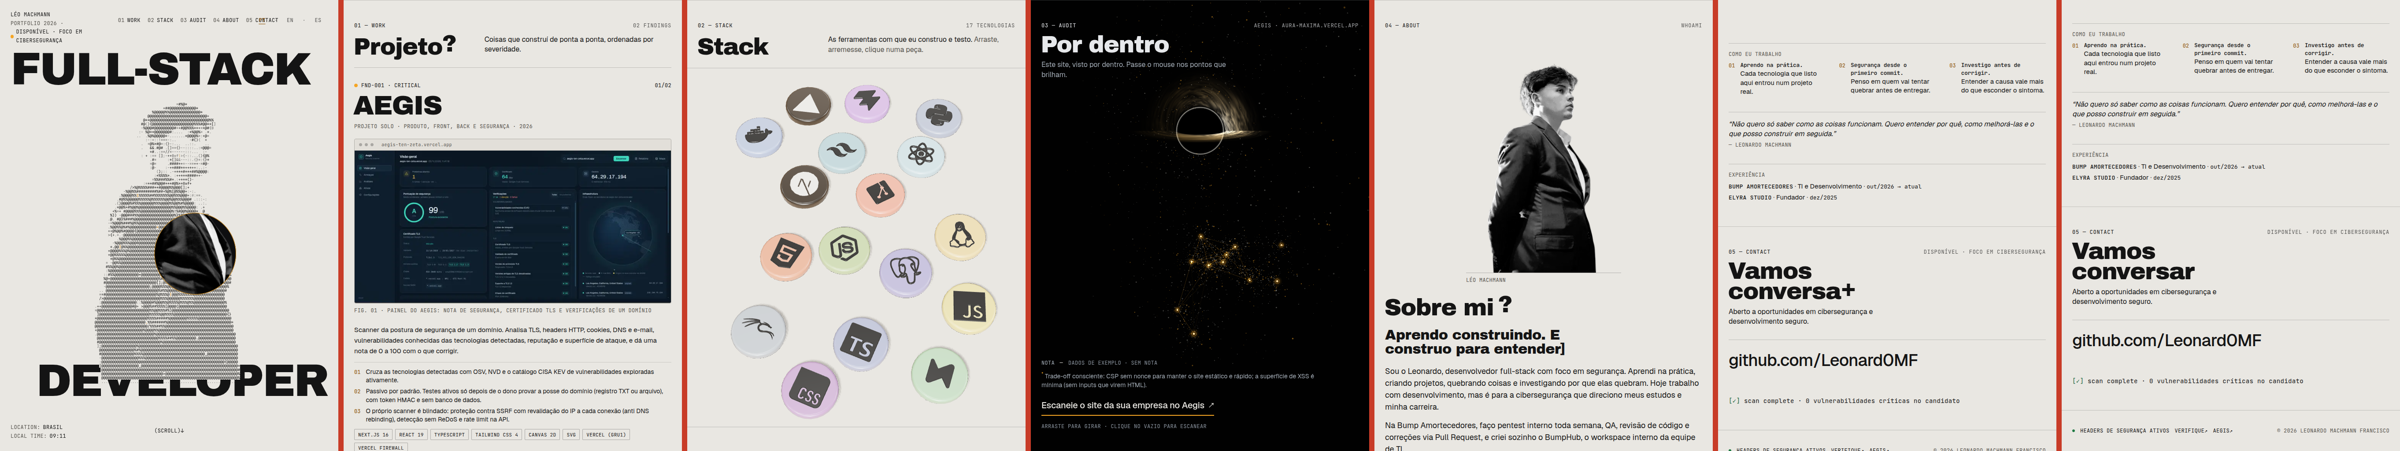 LÉO MACHMANN
PORTFOLIO 2026 ·
DISPONÍVEL · FOCO EM
CIBERSEGURANÇA
01 WORK 02 STACK 03 AUDIT 04 ABOUT 05 CONTACT EN · ES
FULL-STACK
DEVELOPER
LOCATION: BRASIL
LOCAL TIME: 09:11
(SCROLL)↓
01 — WORK
02 FINDINGS
Projeto?
Coisas que construí de ponta a ponta, ordenadas por
severidade.
FND-001 · CRITICAL
01/02
AEGIS
PROJETO SOLO · PRODUTO, FRONT, BACK E SEGURANÇA · 2026
aegis-ten-zeta.vercel.app
99
64.29.17.194
FIG. 01 · PAINEL DO AEGIS: NOTA DE SEGURANÇA, CERTIFICADO TLS E VERIFICAÇÕES DE UM DOMÍNIO
Scanner da postura de segurança de um domínio. Analisa TLS, headers HTTP, cookies, DNS e e-mail,
vulnerabilidades conhecidas das tecnologias detectadas, reputação e superfície de ataque, e dá uma
nota de 0 a 100 com o que corrigir.
01 Cruza as tecnologias detectadas com OSV, NVD e o catálogo CISA KEV de vulnerabilidades exploradas
ativamente.
02 Passivo por padrão. Testes ativos só depois de o dono provar a posse do domínio (registro TXT ou arquivo),
com token HMAC e sem banco de dados.
03 O próprio scanner é blindado: proteção contra SSRF com revalidação do IP a cada conexão (anti DNS
rebinding), detecção sem ReDoS e rate limit na API.
NEXT.JS 16 REACT 19 TYPESCRIPT TAILWIND CSS 4 CANVAS 2D SVG VERCEL (GRU1)
VERCEL FIREWALL
02 — STACK
17 TECNOLOGIAS
Stack
As ferramentas com que eu construo e testo. Arraste,
arremesse, clique numa peça.
N
JS
JS
TS
CSS
03 — AUDIT
AEGIS · AURA-MAXIMA.VERCEL.APP
Por dentro
Este site, visto por dentro. Passe o mouse nos pontos que
brilham.
NOTA — DADOS DE EXEMPLO · SEM NOTA
* Trade-off consciente: CSP sem nonce para manter o site estático e rápido; a superfície de XSS é
mínima (sem inputs que virem HTML).
Escaneie o site da sua empresa no Aegis ↗
ARRASTE PARA GIRAR · CLIQUE NO VAZIO PARA ESCANEAR
04 — ABOUT
WHOAMI
LÉO MACHMANN
Sobre mi?
Aprendo construindo. E
construo para entender]
Sou o Leonardo, desenvolvedor full-stack com foco em segurança. Aprendi na prática,
criando projetos, quebrando coisas e investigando por que elas quebram. Hoje trabalho
com desenvolvimento, mas é para a cibersegurança que direciono meus estudos e
minha carreira.
Na Bump Amortecedores, faço pentest interno toda semana, QA, revisão de código e
correções via Pull Request, e criei sozinho o BumpHub, o workspace interno da equipe
de TI.
COMO EU TRABALHO
01 Aprendo na prática.
Cada tecnologia que listo
aqui entrou num projeto
real.
02 Segurança desde o
primeiro commit.
Penso em quem vai tentar
quebrar antes de entregar.
03 Investigo antes de
corrigir.
Entender a causa vale mais
do que esconder o sintoma.
“Não quero só saber como as coisas funcionam. Quero entender por quê, como melhorá-las e o
que posso construir em seguida.”
— LEONARDO MACHMANN
EXPERIÊNCIA
BUMP AMORTECEDORES · TI e Desenvolvimento · out/2026 → atual
ELYRA STUDIO · Fundador · dez/2025
05 — CONTACT
DISPONÍVEL · FOCO EM CIBERSEGURANÇA
Vamos
conversa+
Aberto a oportunidades em cibersegurança e
desenvolvimento seguro.
github.com/Leonard0MF
[✓] scan complete · 0 vulnerabilidades críticas no candidato
HEADERS DE SEGURANÇA ATIVOS VERIFIQUE↗ AEGIS↗
© 2026 LEONARDO MACHMANN FRANCISCO
COMO EU TRABALHO
01 Aprendo na prática.
Cada tecnologia que listo
aqui entrou num projeto
real.
02 Segurança desde o
primeiro commit.
Penso em quem vai tentar
quebrar antes de entregar.
03 Investigo antes de
corrigir.
Entender a causa vale mais
do que esconder o sintoma.
“Não quero só saber como as coisas funcionam. Quero entender por quê, como melhorá-las e o
que posso construir em seguida.”
— LEONARDO MACHMANN
EXPERIÊNCIA
BUMP AMORTECEDORES · TI e Desenvolvimento · out/2026 → atual
ELYRA STUDIO · Fundador · dez/2025
05 — CONTACT
DISPONÍVEL · FOCO EM CIBERSEGURANÇA
Vamos
conversar
Aberto a oportunidades em cibersegurança e
desenvolvimento seguro.
github.com/Leonard0MF
[✓] scan complete · 0 vulnerabilidades críticas no candidato
HEADERS DE SEGURANÇA ATIVOS VERIFIQUE↗ AEGIS↗
© 2026 LEONARDO MACHMANN FRANCISCO